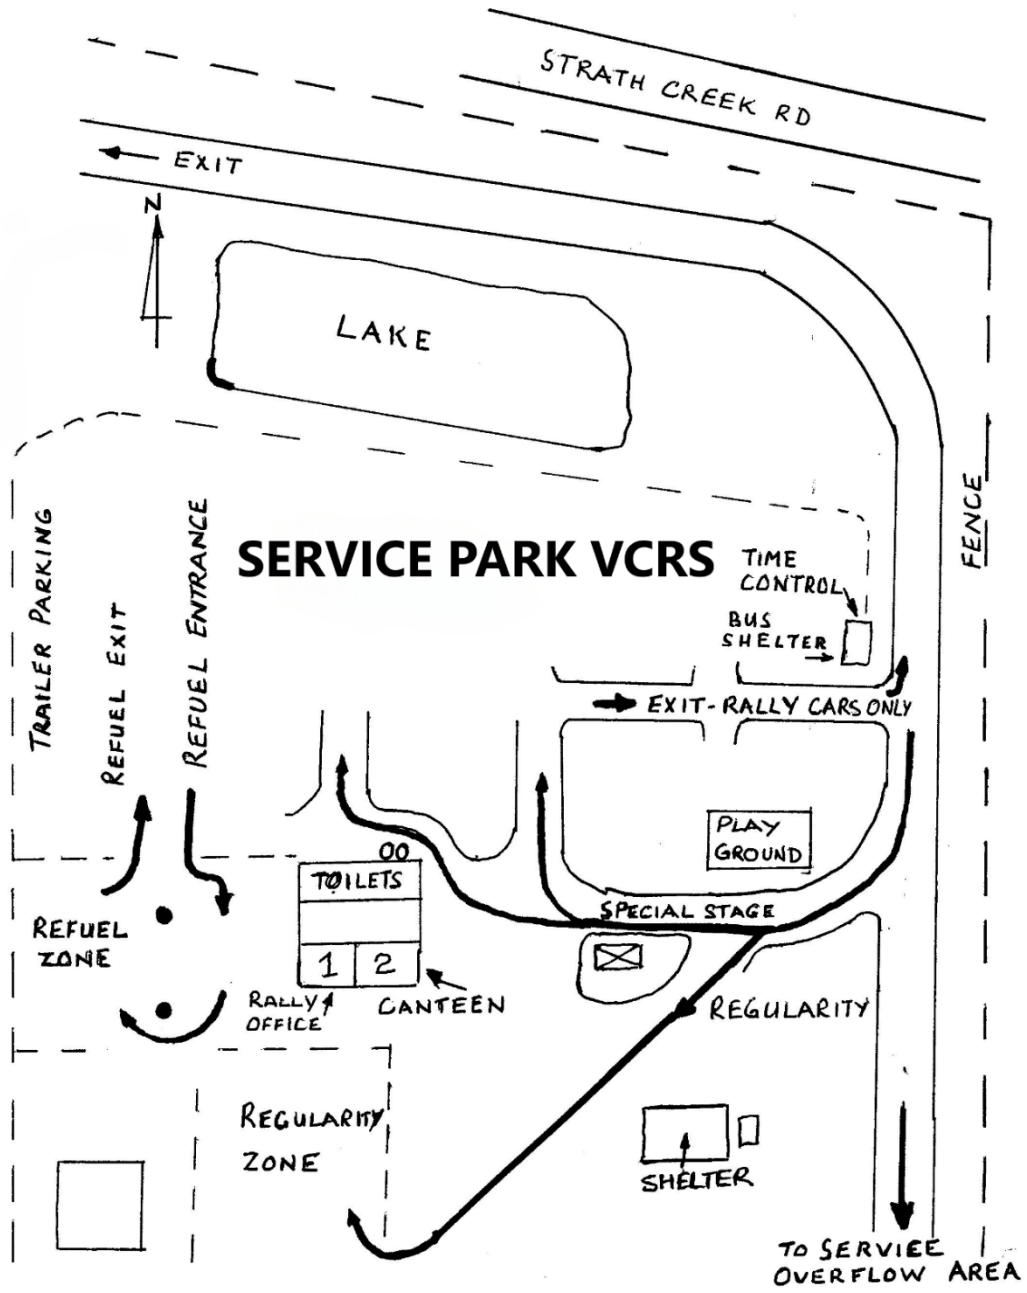 STRATH CREEK RD
EXIT
N
LAKE
FENCE
TRAILER PARKING
REFUEL EXIT
REFUEL ENTRANCE
SERVICE PARK VCRS
TIME
CONTROL
BUS
SHELTER
EXIT-RALLY CARS ONLY
PLAY
GROUND
OO
TOILETS
SPECIAL STAGE
REFUEL
ZONE
1
2
RALLY
OFFICE
CANTEEN
REGULARITY
REGULARITY
ZONE
SHELTER
TO SERVIEE
OVERFLOW AREA